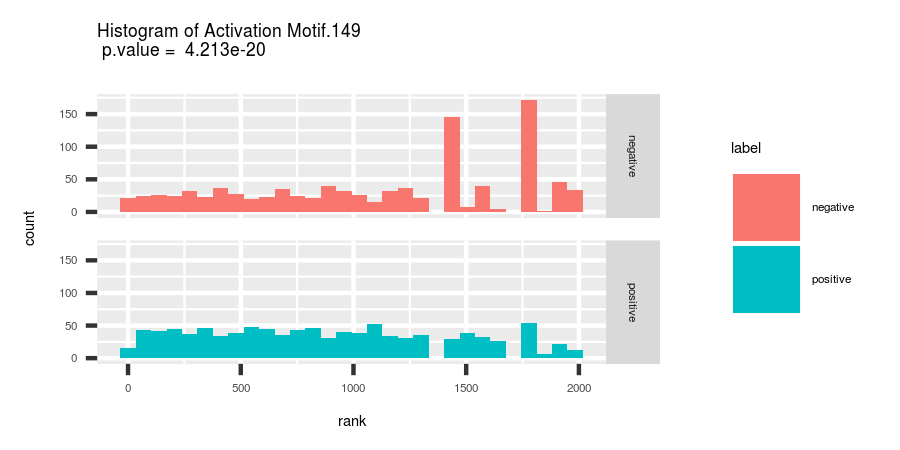 Histogram of Activation Motif.149
p.value =  4.213e-20
count
150
100
50
0
negative
150
100
50
0
positive
0
500
1000
1500
2000
rank
label
negative
positive